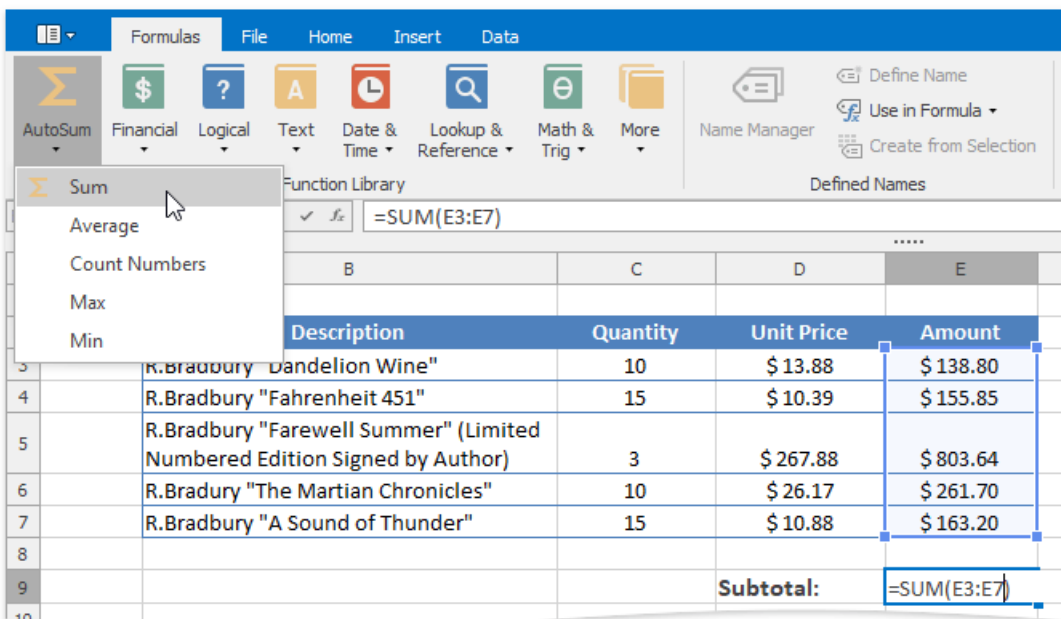 Formulas File Home Insert Data
AutoSum Financial Logical Text Date & Time Lookup & Reference Math & Trig More Name Manager
Define Name
Use in Formula
Create from Selection
Function Library Defined Names
Sum
Average
Count Numbers
Max
Min
fx =SUM(E3:E7)
B C D E
Description Quantity Unit Price Amount
3 R.Bradbury "Dandelion Wine" 10 $ 13.88 $ 138.80
4 R.Bradbury "Fahrenheit 451" 15 $ 10.39 $ 155.85
5 R.Bradbury "Farewell Summer" (Limited
Numbered Edition Signed by Author) 3 $ 267.88 $ 803.64
6 R.Bradury "The Martian Chronicles" 10 $ 26.17 $ 261.70
7 R.Bradbury "A Sound of Thunder" 15 $ 10.88 $ 163.20
8
9 Subtotal: =SUM(E3:E7)
10